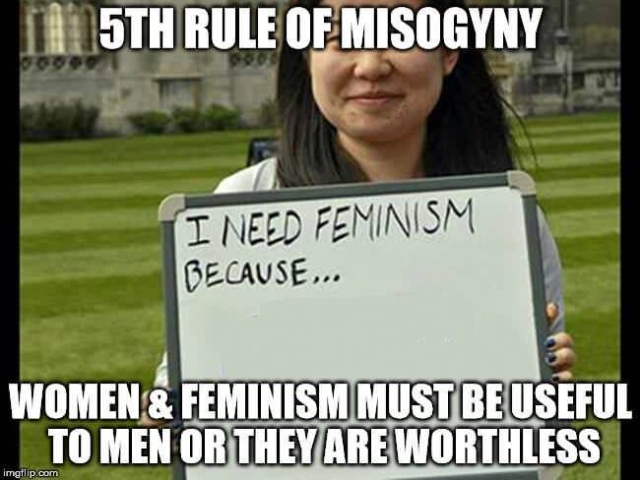 5TH RULE OF MISOGYNY
I NEED FEMINISM
BECAUSE...
WOMEN & FEMINISM MUST BE USEFUL
TO MEN OR THEY ARE WORTHLESS
imgflip.com